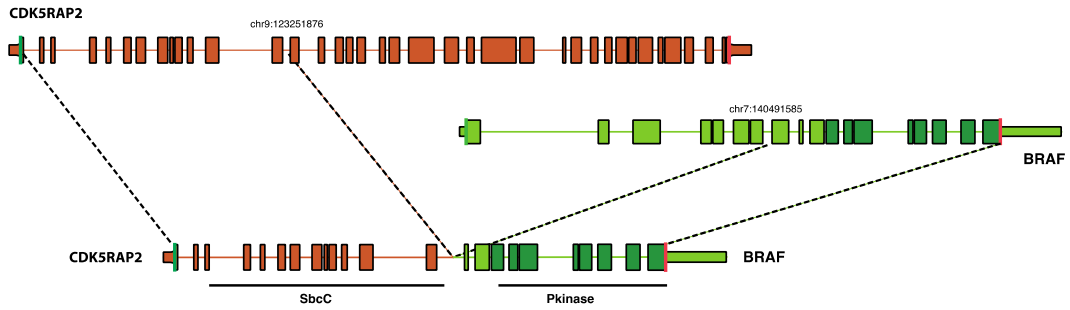 CDK5RAP2
chr9:123251876
chr7:140491585
BRAF
CDK5RAP2
BRAF
SbcC
Pkinase